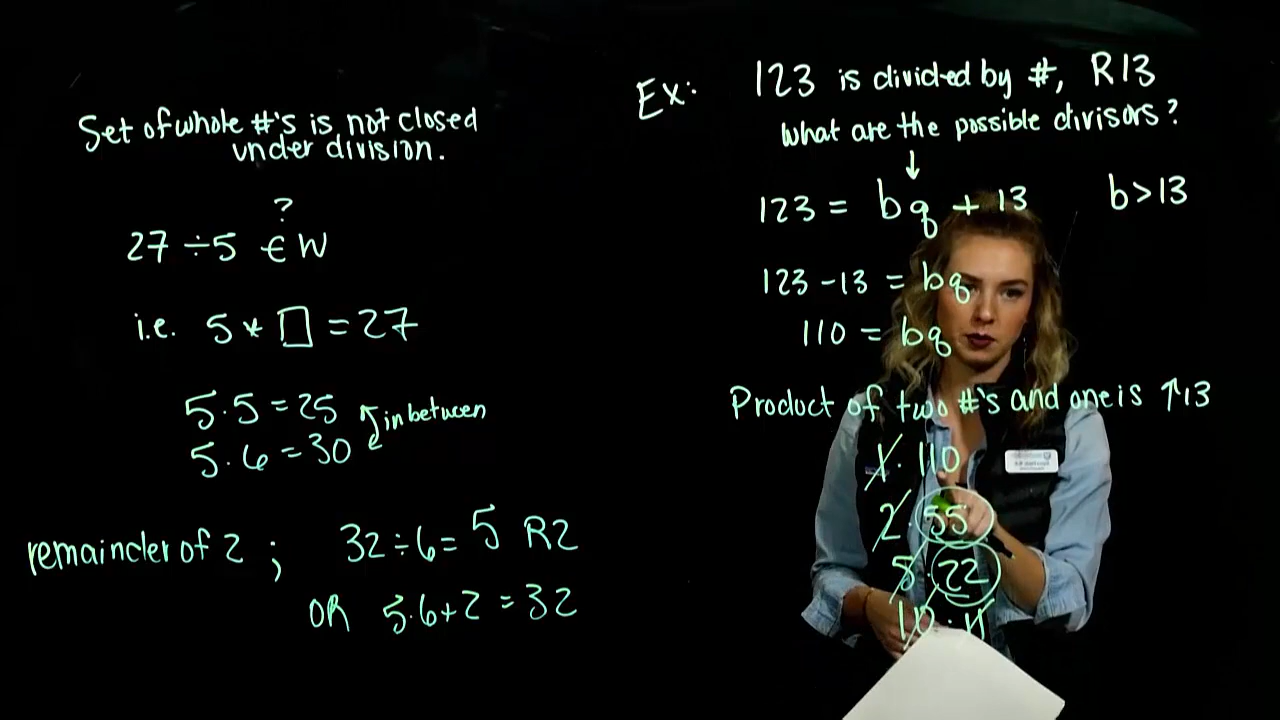 Set of whole #'s is not closed
under division.
?
27 ÷ 5 ∈ W
i.e. 5 * □ = 27
5 · 5 = 25
5 · 6 = 30
in between
remainder of 2 ; 32 ÷ 6 = 5 R2
OR 5 · 6 + 2 = 32
Ex: 123 is divided by #, R13
What are the possible divisors?
↓
123 = bq + 13 b > 13
123 - 13 = bq
110 = bq
Product of two #'s and one is ↑13
1 · 110
2 · 55
5 · 22
10 · 11